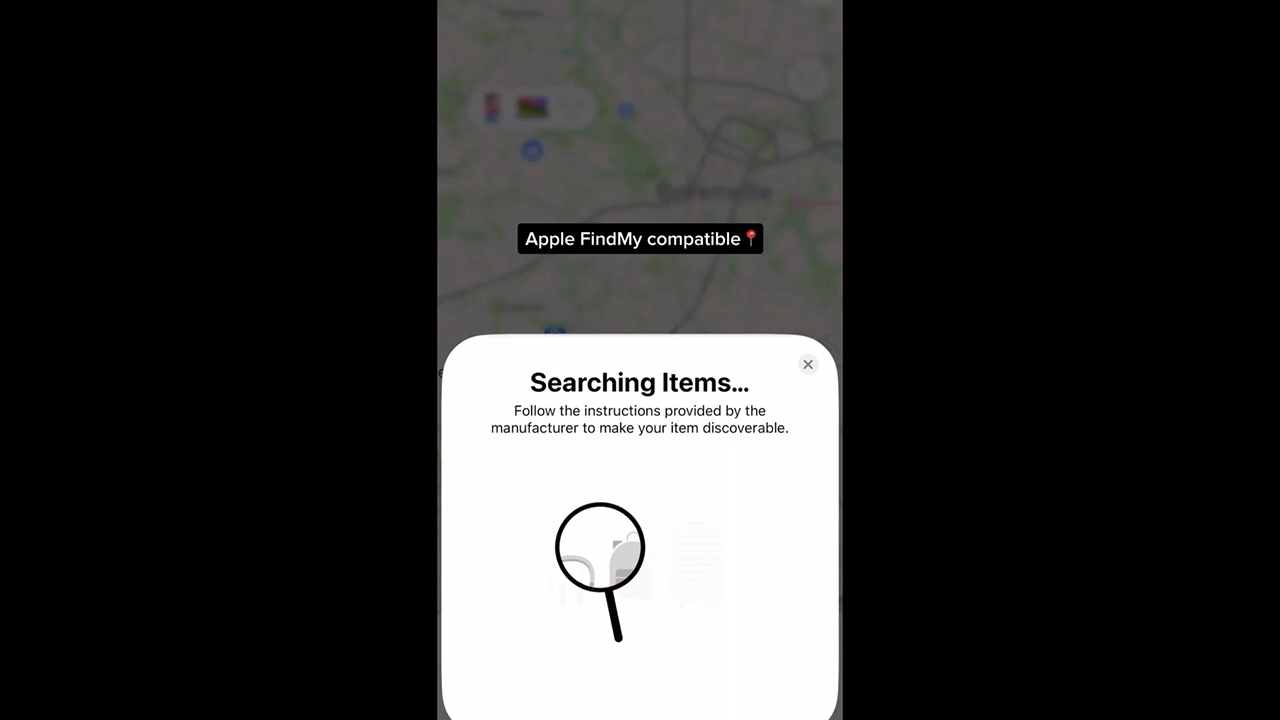 Apple FindMy compatible📍
Searching Items...
Follow the instructions provided by the
manufacturer to make your item discoverable.